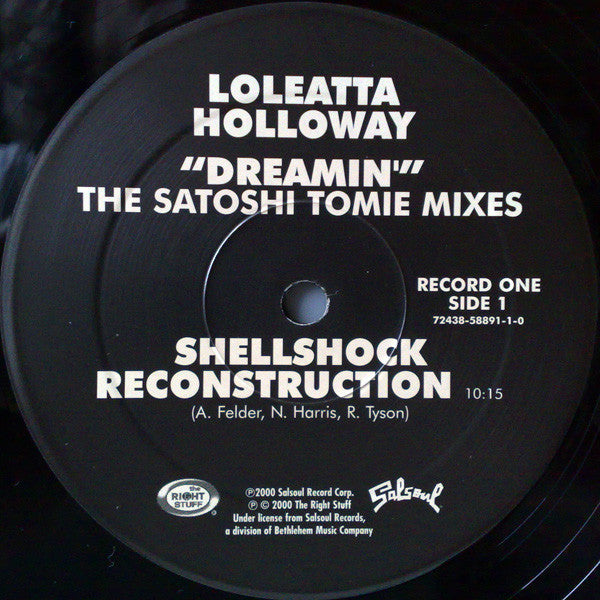 LOLEATTA
HOLLOWAY
"DREAMIN'"
THE SATOSHI TOMIE MIXES
RECORD ONE
SIDE 1
72438-58891-1-0
SHELLSHOCK
RECONSTRUCTION 10:15
(A. Felder, N. Harris, R. Tyson)
the
RIGHT
STUFF
℗2000 Salsoul Record Corp.
℗ © 2000 The Right Stuff
Under license from Salsoul Records,
a division of Bethlehem Music Company
Salsoul